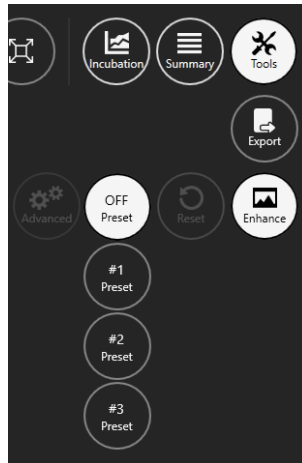 Incubation
Summary
Tools
Export
Advanced
OFF
Preset
Reset
Enhance
#1
Preset
#2
Preset
#3
Preset